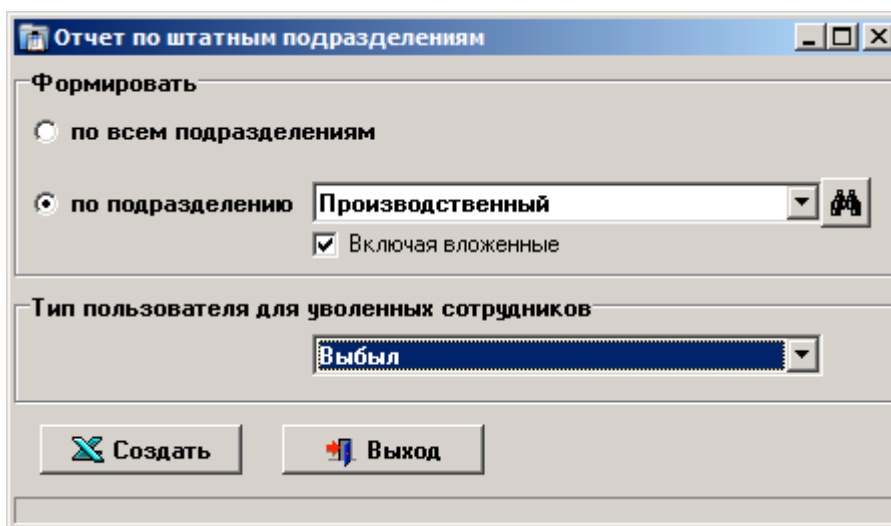 Отчет по штатным подразделениям
Формировать
по всем подразделениям
по подразделению Производственный
Включая вложенные
Тип пользователя для уволенных сотрудников
Выбыл
Создать Выход